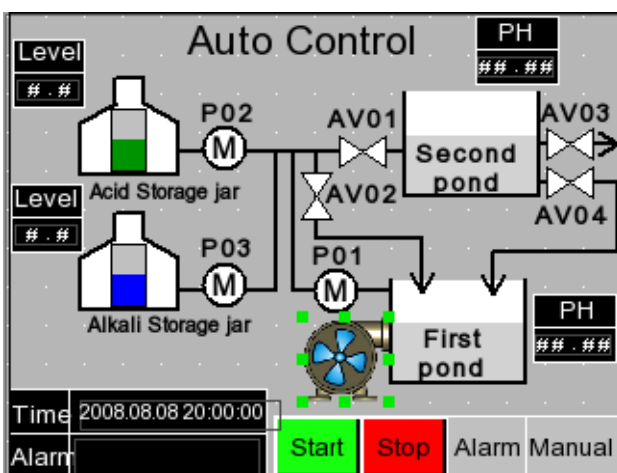 Auto Control
PH
##.##
Level
#.#
P02
M
AV01
AV03
Second
pond
Acid Storage jar
Level
AV02
AV04
#.#
P03
M
P01
M
Alkali Storage jar
PH
##.##
First
pond
Time
2008.08.08 20:00:00
Alarm
Start
Stop
Alarm
Manual